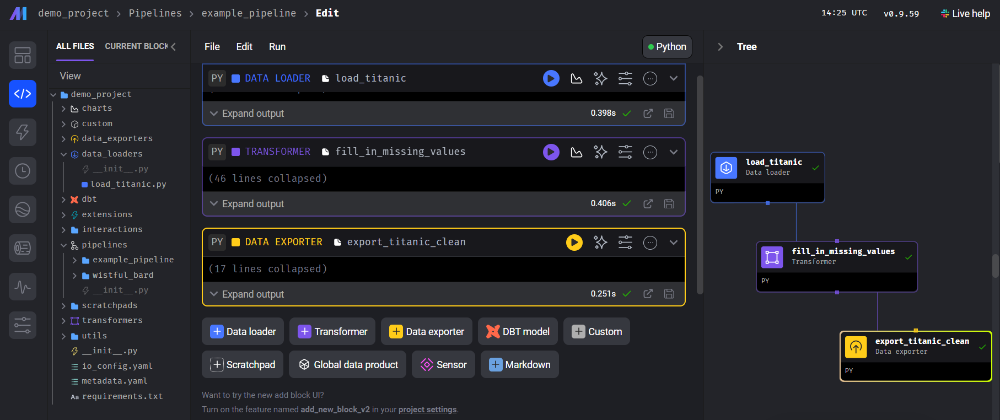 demo_project > Pipelines > example_pipeline > Edit
14:25 UTC
v0.9.59
Live help
ALL FILES
CURRENT BLOCK
View
demo_project
charts
custom
data_exporters
data_loaders
__init__.py
load_titanic.py
dbt
extensions
interactions
pipelines
example_pipeline
wistful_bard
__init__.py
scratchpads
transformers
utils
__init__.py
io_config.yaml
metadata.yaml
Aa requirements.txt
File
Edit
Run
Python
PY DATA LOADER load_titanic
Expand output
0.398s
PY TRANSFORMER fill_in_missing_values
(46 lines collapsed)
Expand output
0.406s
PY DATA EXPORTER export_titanic_clean
(17 lines collapsed)
Expand output
0.251s
Data loader
Transformer
Data exporter
DBT model
Custom
Scratchpad
Global data product
Sensor
Markdown
Want to try the new add block UI?
Turn on the feature named add_new_block_v2 in your project settings.
Tree
load_titanic
Data loader
PY
fill_in_missing_values
Transformer
PY
export_titanic_clean
Data exporter
PY